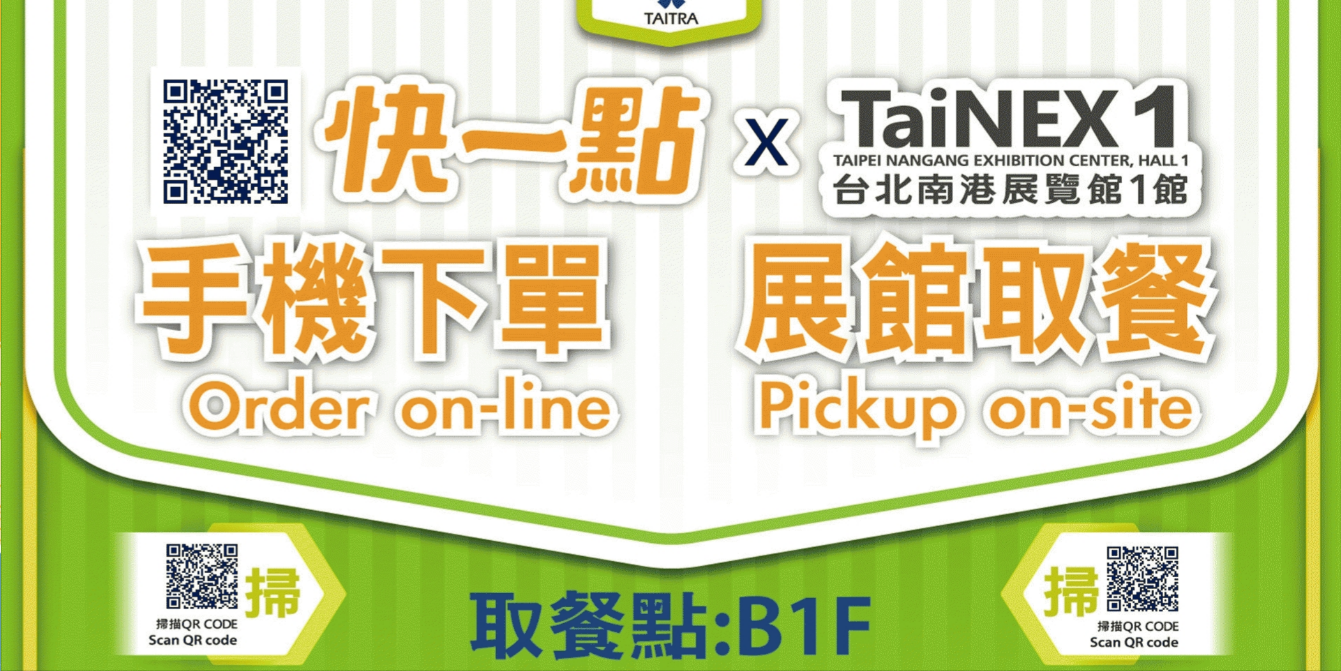 TAITRA
快一點 X TaiNEX 1
TAIPEI NANGANG EXHIBITION CENTER, HALL 1
台北南港展覽館1館
手機下單 展館取餐
Order on-line Pickup on-site
掃
掃描QR CODE
Scan QR code
取餐點:B1F
掃
掃描QR CODE
Scan QR code